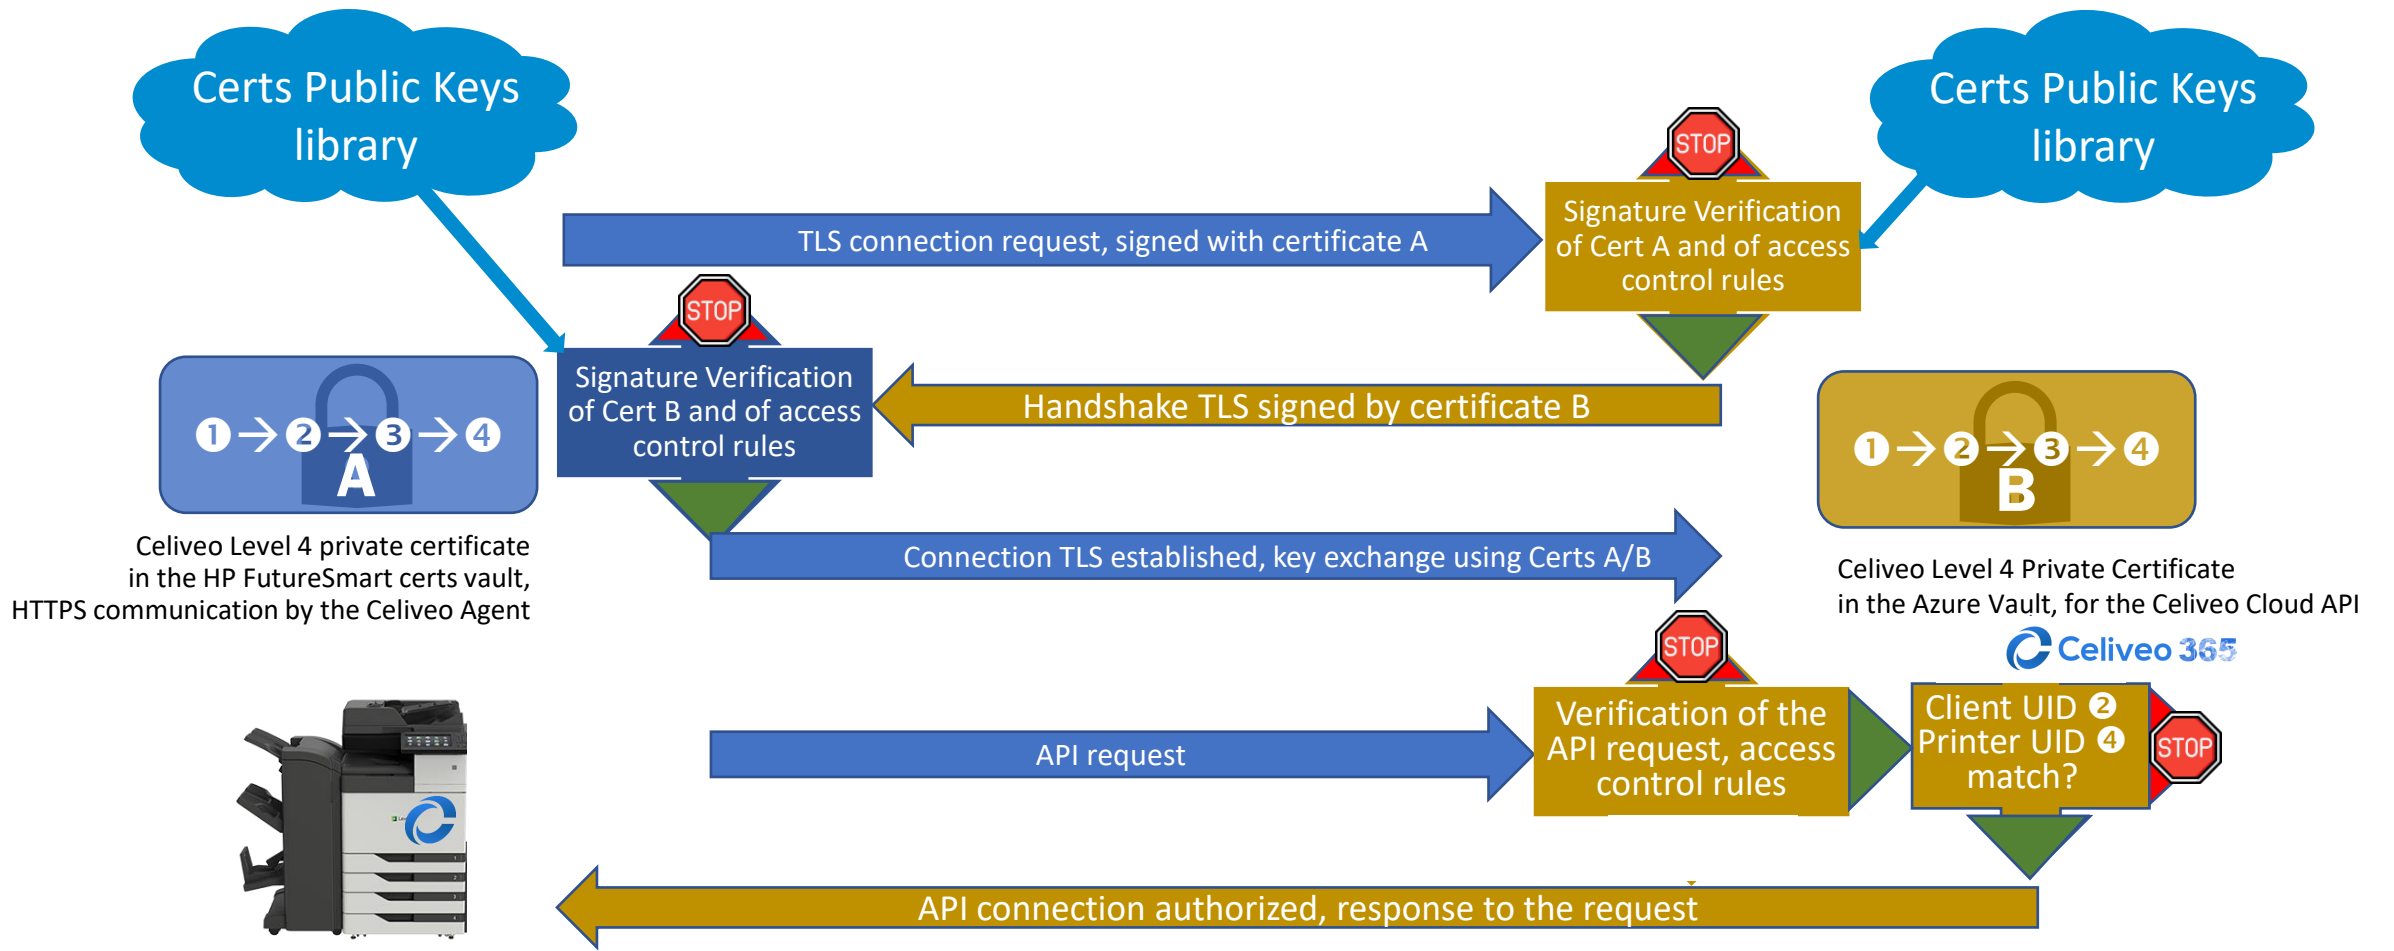 Certs Public Keys
library
Certs Public Keys
library
STOP
TLS connection request, signed with certificate A
Signature Verification
of Cert A and of access
control rules
STOP
Signature Verification
of Cert B and of access
control rules
Handshake TLS signed by certificate B
1 → 2 → 3 → 4
A
1 → 2 → 3 → 4
B
Celiveo Level 4 private certificate
in the HP FutureSmart certs vault,
HTTPS communication by the Celiveo Agent
Connection TLS established, key exchange using Certs A/B
Celiveo Level 4 Private Certificate
in the Azure Vault, for the Celiveo Cloud API
Celiveo 365
STOP
API request
Verification of the
API request, access
control rules
Client UID 2
Printer UID 4
match?
STOP
API connection authorized, response to the request